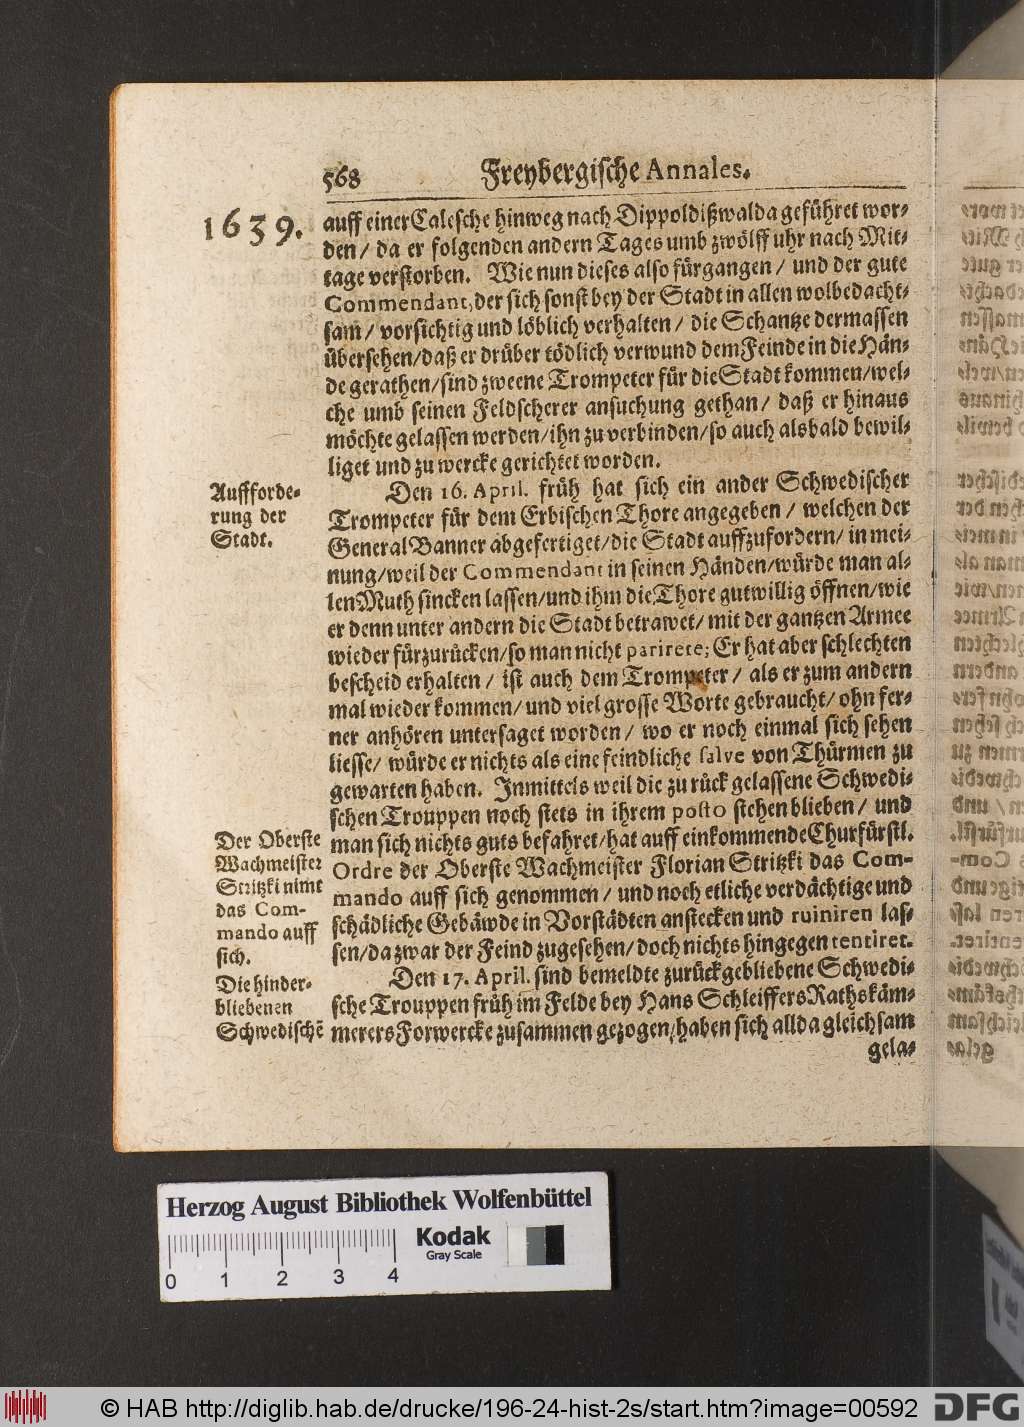 568 Freybergische Annales.
1639.
auff einer Calesche hinweg nach Dippoldißwalda geführet wor-
den / da er folgenden andern Tages umb zwölff uhr nach Mit-
tage verstorben. Wie nun dieses also fürgangen / und der gute
Commendant, der sich sonst bey der Stadt in allen wolbedacht-
sam / vorsichtig und löblich verhalten / die Schantze dermassen
übersehen / daß er drüber tödlich verwund dem Feinde in die Hän-
de gerathen / sind zweene Trompeter für die Stadt kommen / wel-
che umb seinen Feldscherer ansuchung gethan / daß er hinaus
möchte gelassen werden / ihn zu verbinden / so auch alsbald bewil-
liget und zu wercke gerichtet worden.
Auffforde-
rung der
Stadt.
Den 16. April. früh hat sich ein ander Schwedischer
Trompeter für dem Erbischen Thore angegeben / welchen der
General Banner abgefertiget / die Stadt auffzufordern / in mei-
nung / weil der Commendant in seinen Händen / würde man al-
len Muth sincken lassen / und ihm die Thore gutwillig öffnen / wie
er denn unter andern die Stadt betrawet / mit der gantzen Armee
wieder fürzurücken / so man nicht parirete; Er hat aber schlechten
bescheid erhalten / ist auch dem Trompeter / als er zum andern
mal wieder kommen / und viel grosse Worte gebraucht / ohn fer-
ner anhören untersaget worden / wo er noch einmal sich sehen
liesse / würde er nichts als eine feindliche salve von Thürmen zu
gewarten haben. Inmittels weil die zu rück gelassene Schwedi-
schen Trouppen noch stets in ihrem posto stehen blieben / und
man sich nichts guts befahret / hat auff einkommende Churfürstl.
Ordre der Oberste Wachmeister Florian Stritzki das Com-
mando auff sich genommen / und noch etliche verdächtige und
schädliche Gebäwde in Vorstädten anstecken und ruiniren las-
sen / da zwar der Feind zugesehen / doch nichts hingegen tentiret.
Der Oberste
Wachmeister
Stritzki nimt
das Com-
mando auff
sich.
Den 17. April. sind bemeldte zurückgebliebene Schwedi-
sche Trouppen früh im Felde bey Hans Schleiffers Rathskäm-
merers Forwercke zusammen gezogen / haben sich allda gleichsam
gela-
Die hinder-
bliebenen
Schwedischē
Herzog August Bibliothek Wolfenbüttel
Kodak
Gray Scale
0 1 2 3 4
© HAB http://diglib.hab.de/drucke/196-24-hist-2s/start.htm?image=00592
DFG